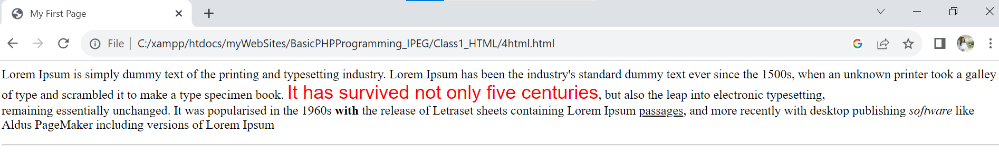 My First Page
File | C:/xampp/htdocs/myWebSites/BasicPHPProgramming_IPEG/Class1_HTML/4html.html
Lorem Ipsum is simply dummy text of the printing and typesetting industry. Lorem Ipsum has been the industry's standard dummy text ever since the 1500s, when an unknown printer took a galley
of type and scrambled it to make a type specimen book. It has survived not only five centuries, but also the leap into electronic typesetting,
remaining essentially unchanged. It was popularised in the 1960s with the release of Letraset sheets containing Lorem Ipsum passages, and more recently with desktop publishing software like
Aldus PageMaker including versions of Lorem Ipsum